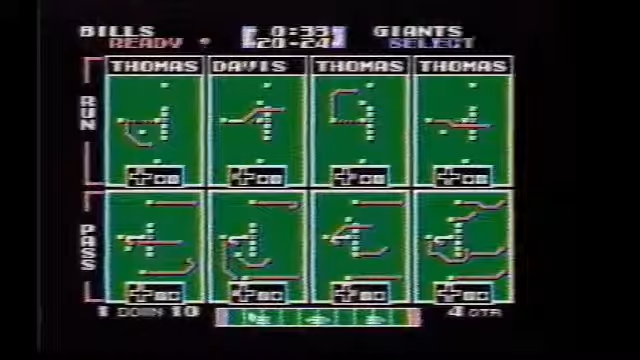 BILLS 0:33 GIANTS
READY 20-24 SELECT
THOMAS DAVIS THOMAS THOMAS
RUN
PASS
1 DOWN 10 4 QTR